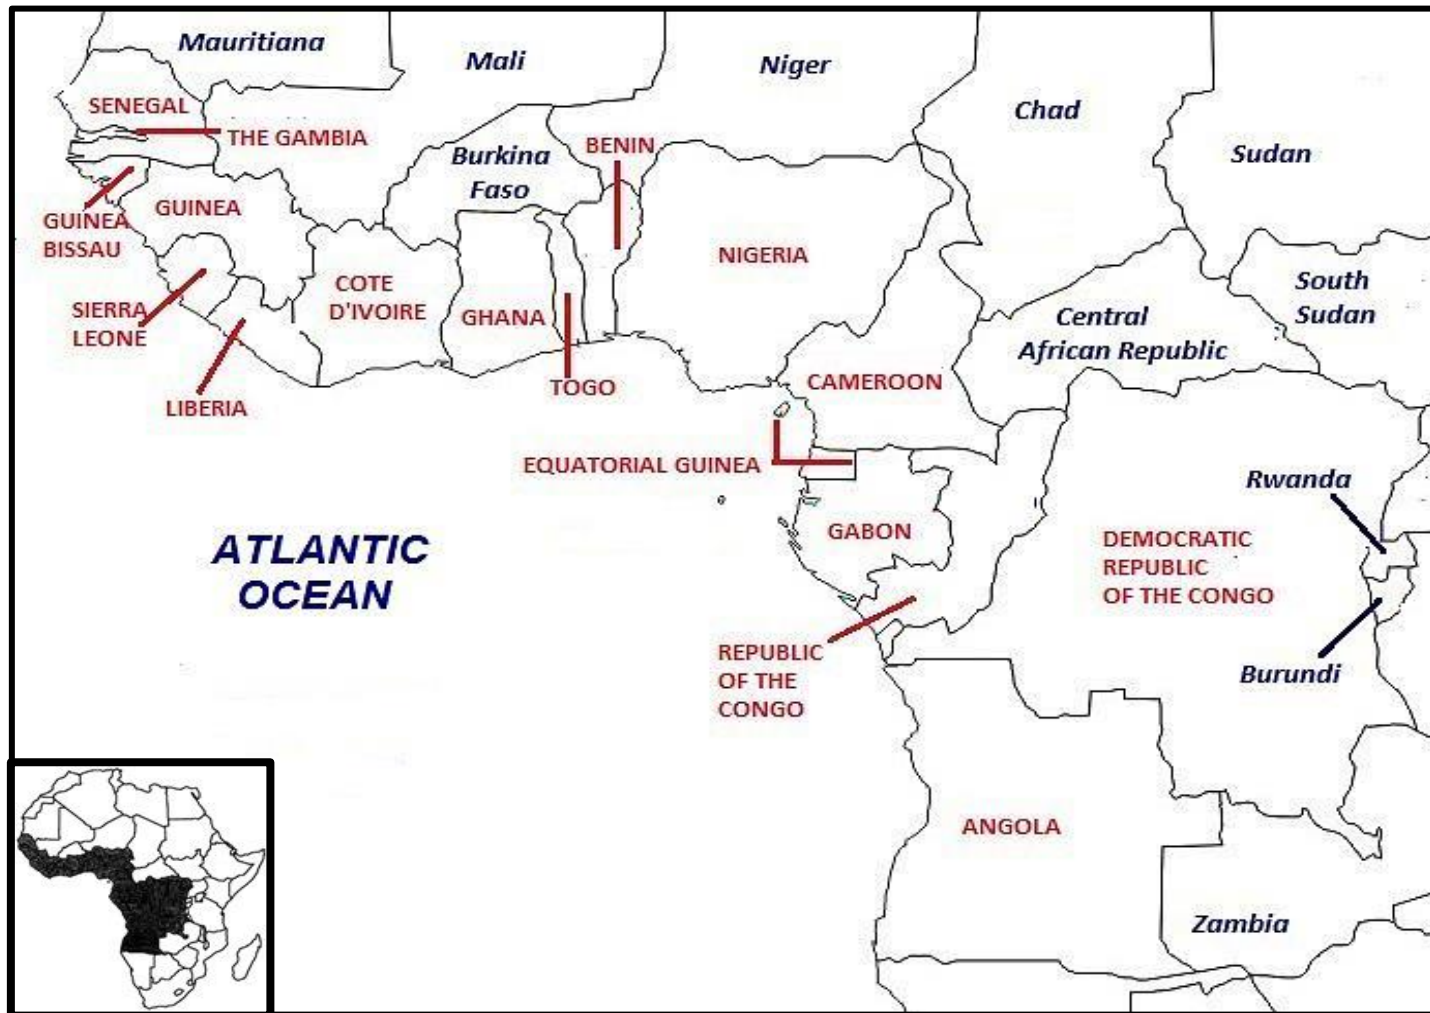 Mauritiana
Mali
Niger
Chad
Sudan
SENEGAL
THE GAMBIA
BENIN
Burkina
Faso
GUINEA
BISSAU
GUINEA
NIGERIA
SIERRA
LEONE
COTE
D'IVOIRE
GHANA
South
Sudan
Central
African Republic
LIBERIA
TOGO
CAMEROON
EQUATORIAL GUINEA
Rwanda
GABON
DEMOCRATIC
REPUBLIC
OF THE CONGO
ATLANTIC
OCEAN
REPUBLIC
OF THE
CONGO
Burundi
ANGOLA
Zambia